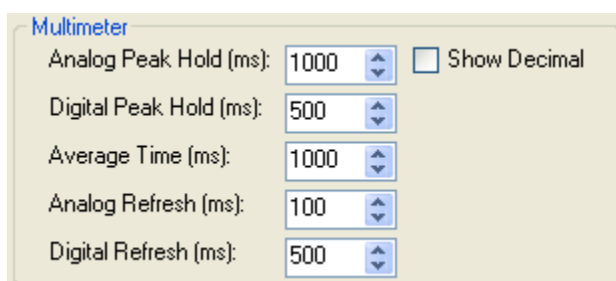 Multimeter
Analog Peak Hold (ms): 1000 Show Decimal
Digital Peak Hold (ms): 500
Average Time (ms): 1000
Analog Refresh (ms): 100
Digital Refresh (ms): 500